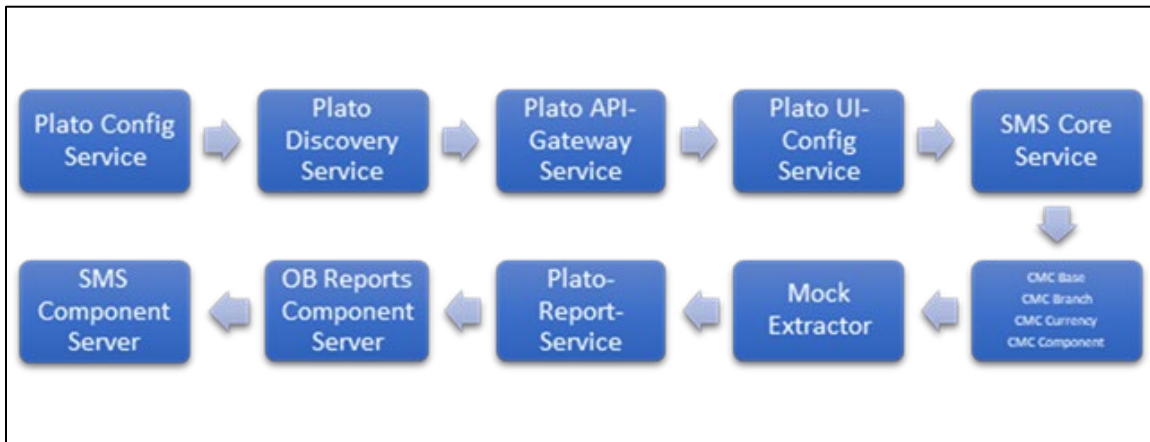 Plato Config
Service
Plato
Discovery
Service
Plato API-
Gateway
Service
Plato UI-
Config
Service
SMS Core
Service
CMC Base
CMC Branch
CMC Currency
CMC Component
Mock
Extractor
Plato-
Report-
Service
OB Reports
Component
Server
SMS
Component
Server